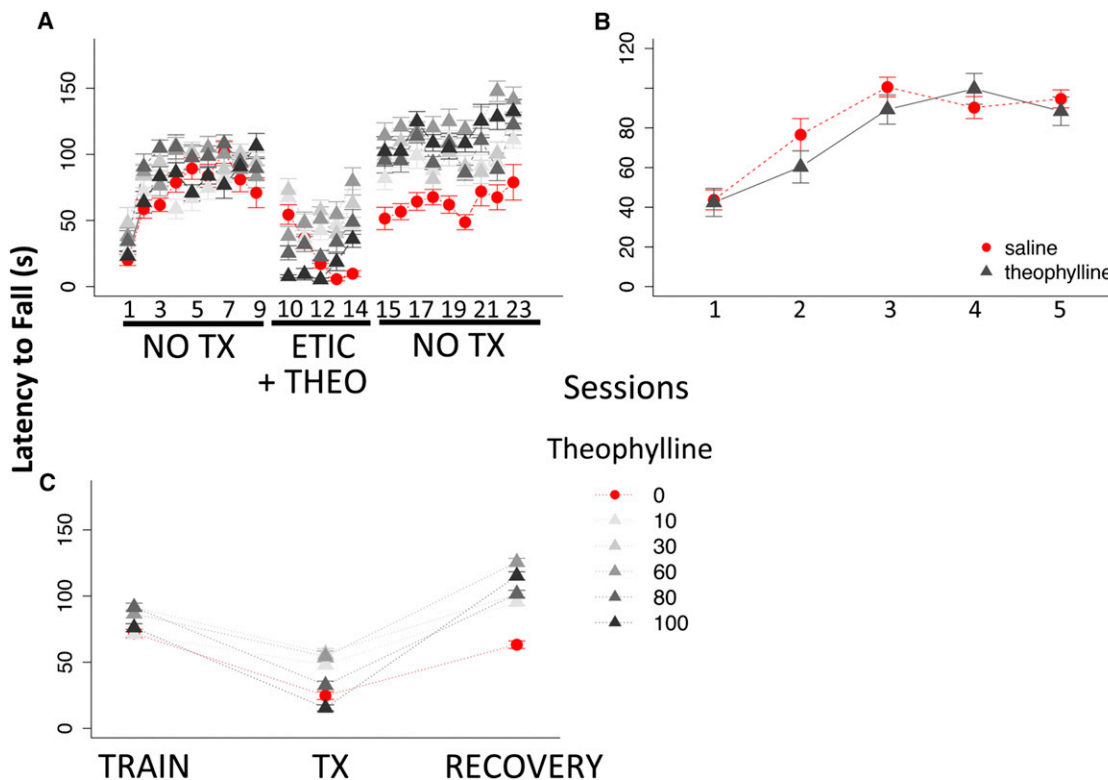 A
B
Latency to Fall (s)
150
100
50
0
1 3 5 7 9 10 12 14 15 17 19 21 23
NO TX
ETIC
+ THEO
NO TX
120
100
80
60
40
20
0
saline
theophylline
1 2 3 4 5
Sessions
Theophylline
0
10
30
60
80
100
C
150
100
50
0
TRAIN TX RECOVERY